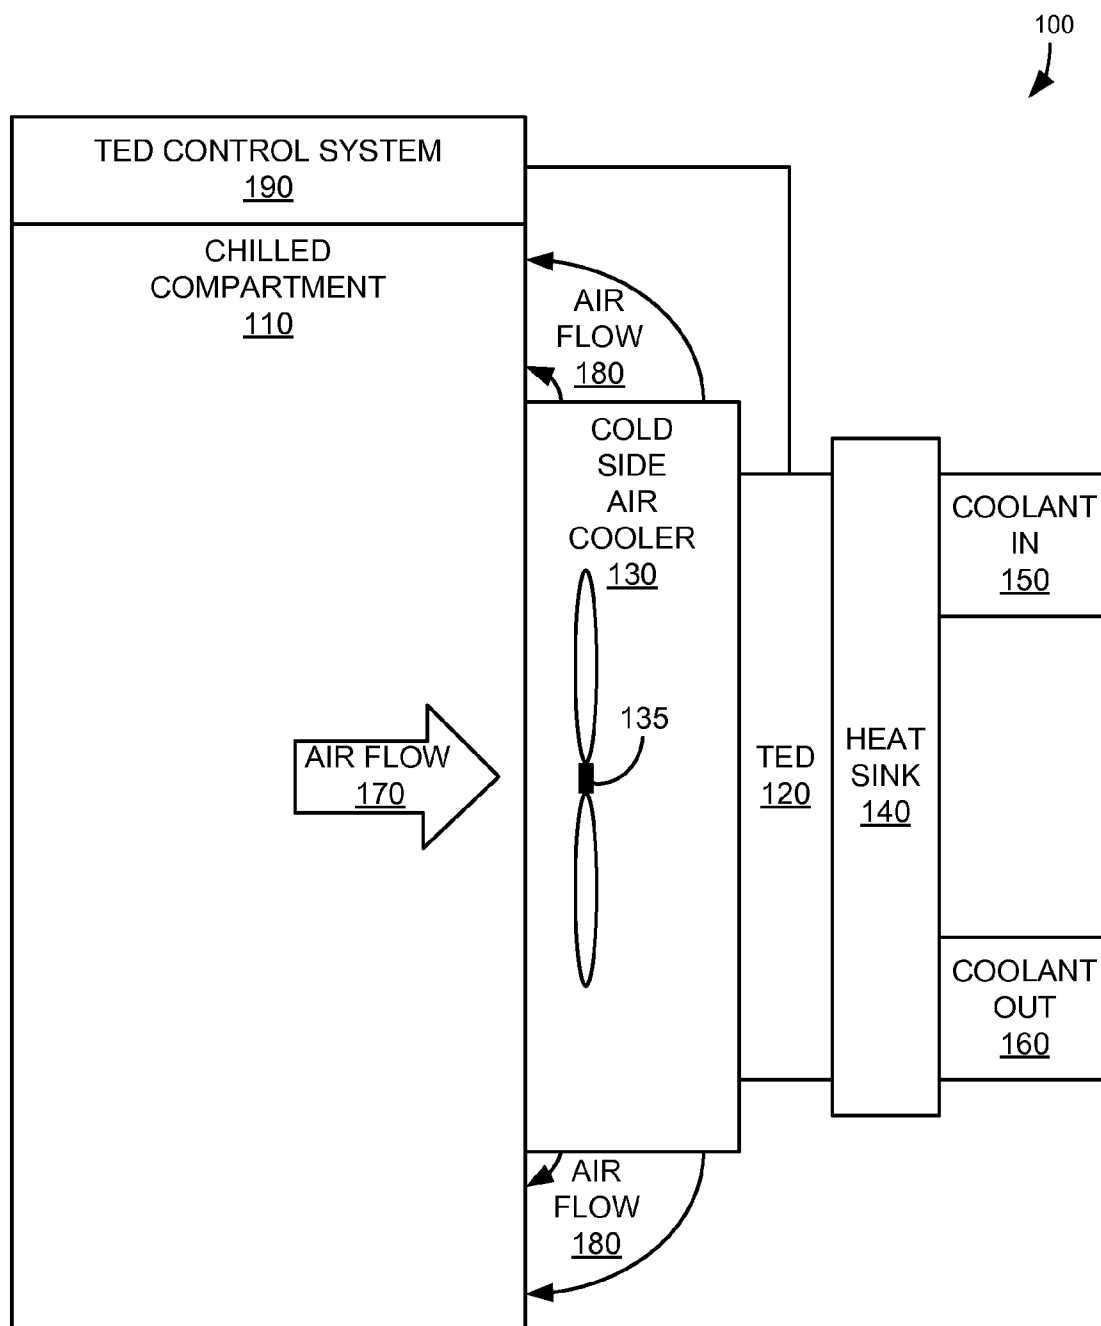 100
TED CONTROL SYSTEM
190
CHILLED
COMPARTMENT
110
AIR
FLOW
180
COLD
SIDE
AIR
COOLER
130
COOLANT
IN
150
135
AIR FLOW
170
TED
120
HEAT
SINK
140
COOLANT
OUT
160
AIR
FLOW
180